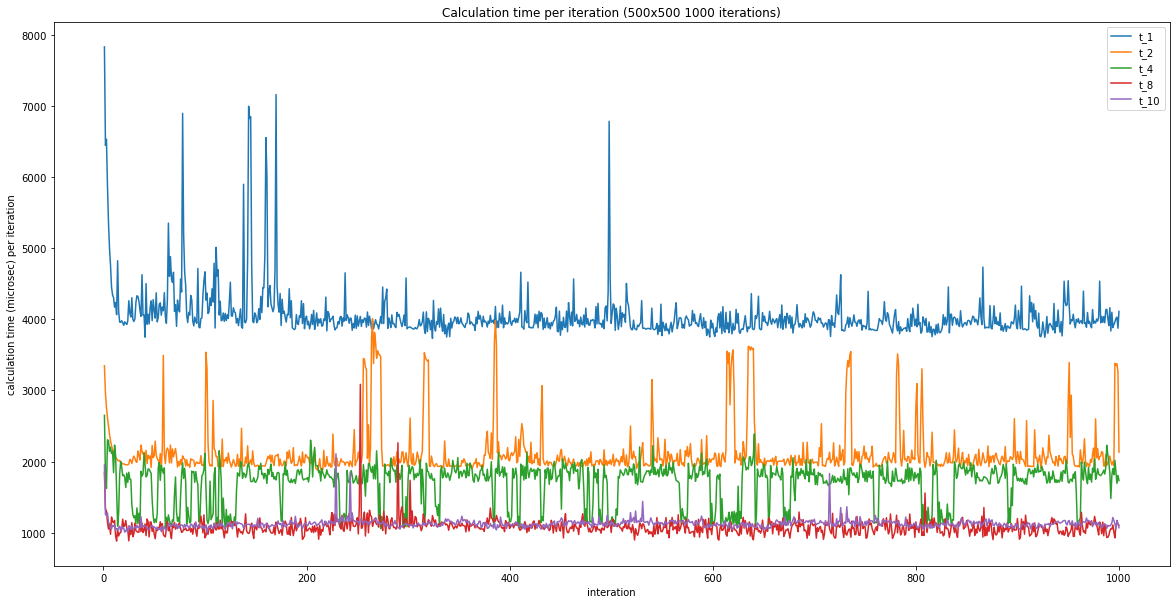 Calculation time per iteration (500x500 1000 iterations)
8000
7000
6000
5000
4000
3000
2000
1000
calculation time (microsec) per iteration
0
200
400
600
800
1000
interation
t_1
t_2
t_4
t_8
t_10